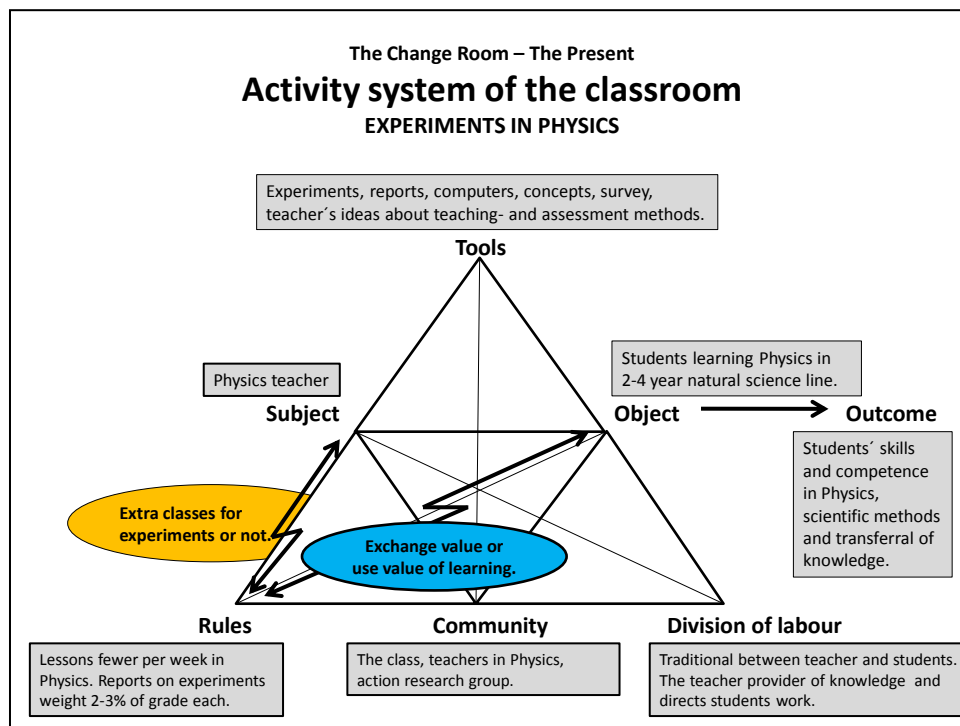 The Change Room – The Present
Activity system of the classroom
EXPERIMENTS IN PHYSICS
Experiments, reports, computers, concepts, survey,
teacher´s ideas about teaching- and assessment methods.
Tools
Physics teacher
Subject
Students learning Physics in
2-4 year natural science line.
Object
Outcome
Students´ skills
and competence
in Physics,
scientific methods
and transferral of
knowledge.
Extra classes for
experiments or not.
Exchange value or
use value of learning.
Rules
Lessons fewer per week in
Physics. Reports on experiments
weight 2-3% of grade each.
Community
The class, teachers in Physics,
action research group.
Division of labour
Traditional between teacher and students.
The teacher provider of knowledge and
directs students work.